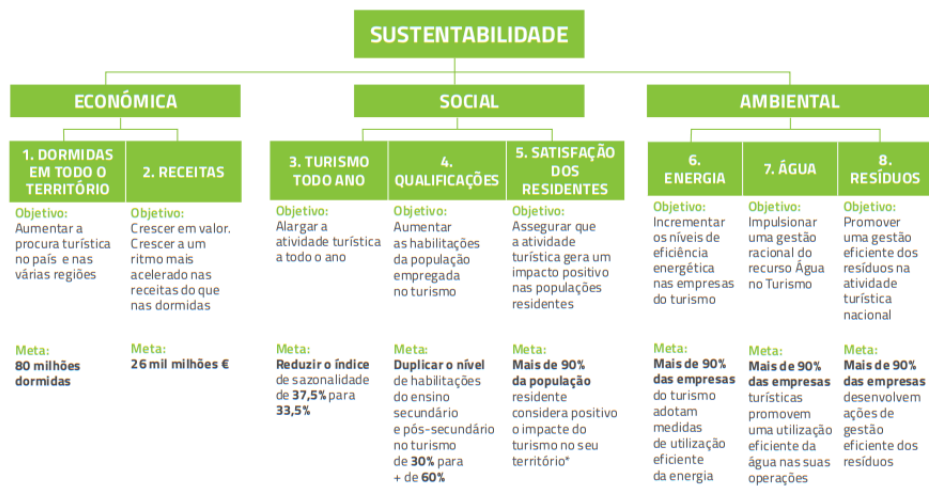 SUSTENTABILIDADE
ECONÓMICA
SOCIAL
AMBIENTAL
1. DORMIDAS
EM TODO O
TERRITÓRIO
2. RECEITAS
3. TURISMO
TODO ANO
4.
QUALIFICAÇÕES
5. SATISFAÇÃO
DOS
RESIDENTES
6.
ENERGIA
7. ÁGUA
8.
RESÍDUOS
Objetivo:
Aumentar a
procura turística
no país e nas
várias regiões
Objetivo:
Crescer em valor.
Crescer a um
ritmo mais
acelerado nas
receitas do que
nas dormidas
Objetivo:
Alargar a
atividade turística
a todo o ano
Objetivo:
Aumentar
as habilitações
da população
empregada
no turismo
Objetivo:
Assegurar que
a atividade
turística gera um
impacto positivo
nas populações
residentes
Objetivo:
Incrementar
os níveis de
eficiência
energética
nas empresas
do turismo
Objetivo:
Impulsionar
uma gestão
racional do
recurso Água
no Turismo
Objetivo:
Promover
uma gestão
eficiente dos
resíduos na
atividade
turística
nacional
Meta:
80 milhões
dormidas
Meta:
26 mil milhões €
Meta:
Reduzir o índice
de sazonalidade
de 37,5% para
33,5%
Meta:
Duplicar o nível
de habilitações
do ensino
secundário
e pós-secundário
no turismo
de 30% para
+ de 60%
Meta:
Mais de 90%
da população
residente
considera positivo
o impacte do
turismo no seu
território*
Meta:
Mais de 90%
das empresas
do turismo
adotam
medidas
de utilização
eficiente
da energia
Meta:
Mais de 90%
das empresas
turísticas
promovem
uma utilização
eficiente da
água nas suas
operações
Meta:
Mais de 90%
das empresas
desenvolvem
ações de
gestão
eficiente dos
resíduos